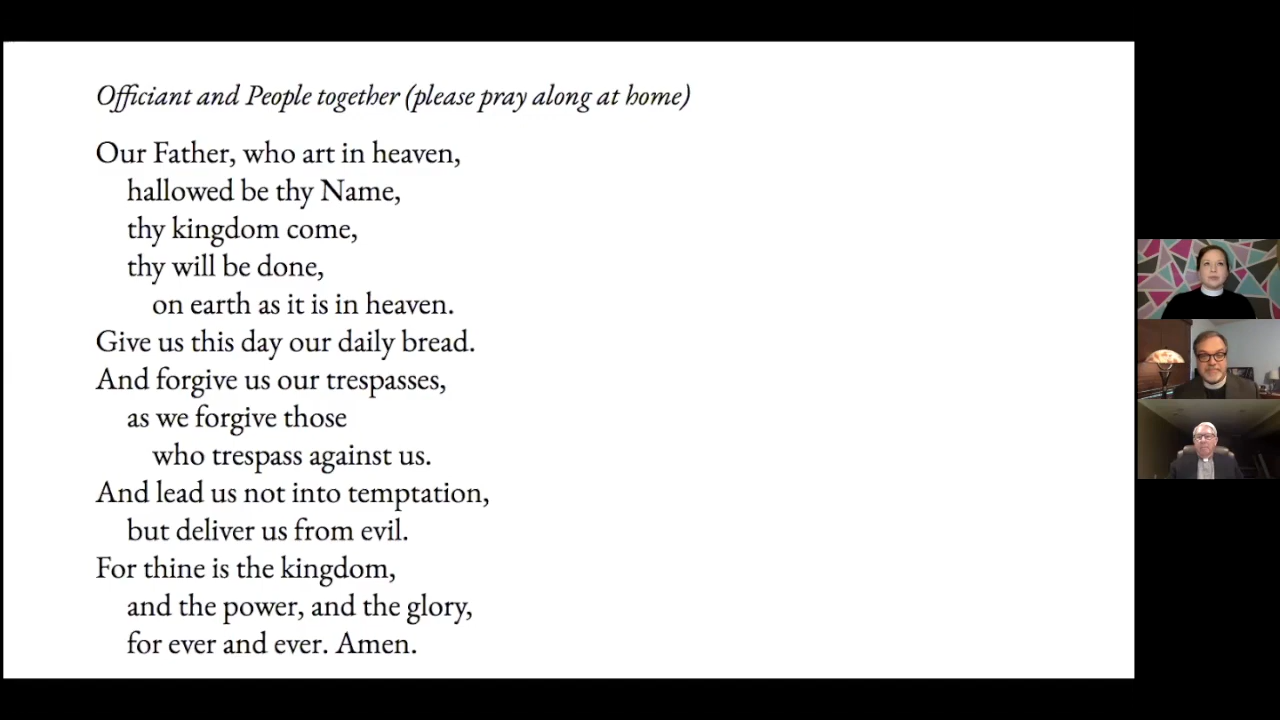 Officiant and People together (please pray along at home)
Our Father, who art in heaven,
hallowed be thy Name,
thy kingdom come,
thy will be done,
on earth as it is in heaven.
Give us this day our daily bread.
And forgive us our trespasses,
as we forgive those
who trespass against us.
And lead us not into temptation,
but deliver us from evil.
For thine is the kingdom,
and the power, and the glory,
for ever and ever. Amen.